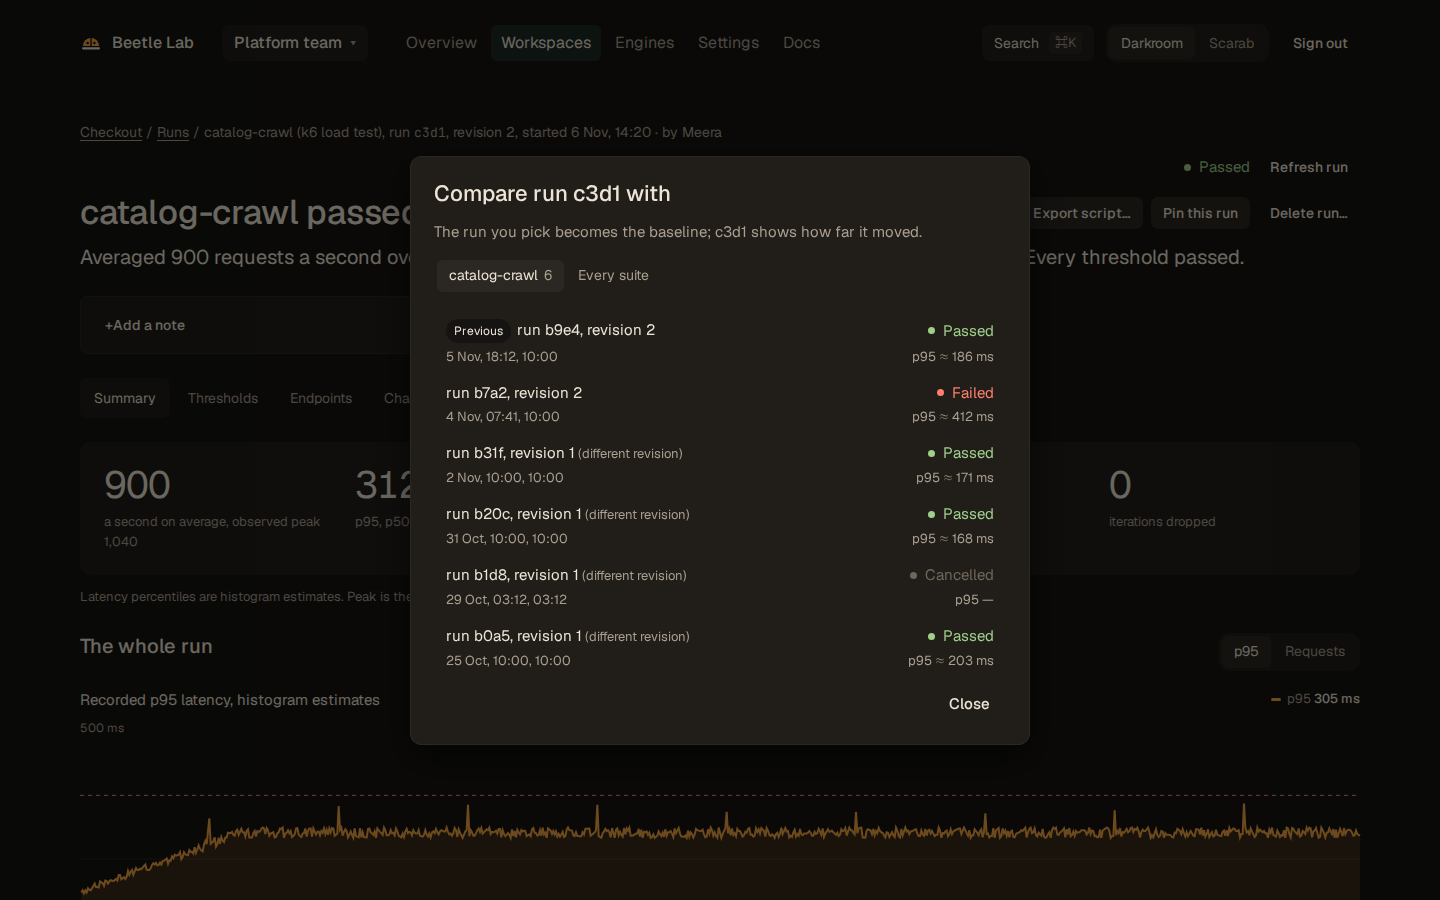 Beetle Lab Platform team Overview Workspaces Engines Settings Docs Search ⌘K Darkroom Scarab Sign out
Checkout / Runs / catalog-crawl (k6 load test), run c3d1, revision 2, started 6 Nov, 14:20 · by Meera
Passed Refresh run
catalog-crawl passed
Export script… Pin this run Delete run…
Averaged 900 requests a second
Every threshold passed.
+Add a note
Summary Thresholds Endpoints
900
a second on average, observed peak
1,040
312
p95, p50
0
iterations dropped
Latency percentiles are histogram estimates. Peak is the
The whole run
p95 Requests
Recorded p95 latency, histogram estimates
p95 305 ms
500 ms
Compare run c3d1 with
The run you pick becomes the baseline; c3d1 shows how far it moved.
catalog-crawl 6 Every suite
Previous run b9e4, revision 2 Passed
5 Nov, 18:12, 10:00 p95 ≈ 186 ms
run b7a2, revision 2 Failed
4 Nov, 07:41, 10:00 p95 ≈ 412 ms
run b31f, revision 1 (different revision) Passed
2 Nov, 10:00, 10:00 p95 ≈ 171 ms
run b20c, revision 1 (different revision) Passed
31 Oct, 10:00, 10:00 p95 ≈ 168 ms
run b1d8, revision 1 (different revision) Cancelled
29 Oct, 03:12, 03:12 p95 —
run b0a5, revision 1 (different revision) Passed
25 Oct, 10:00, 10:00 p95 ≈ 203 ms
Close